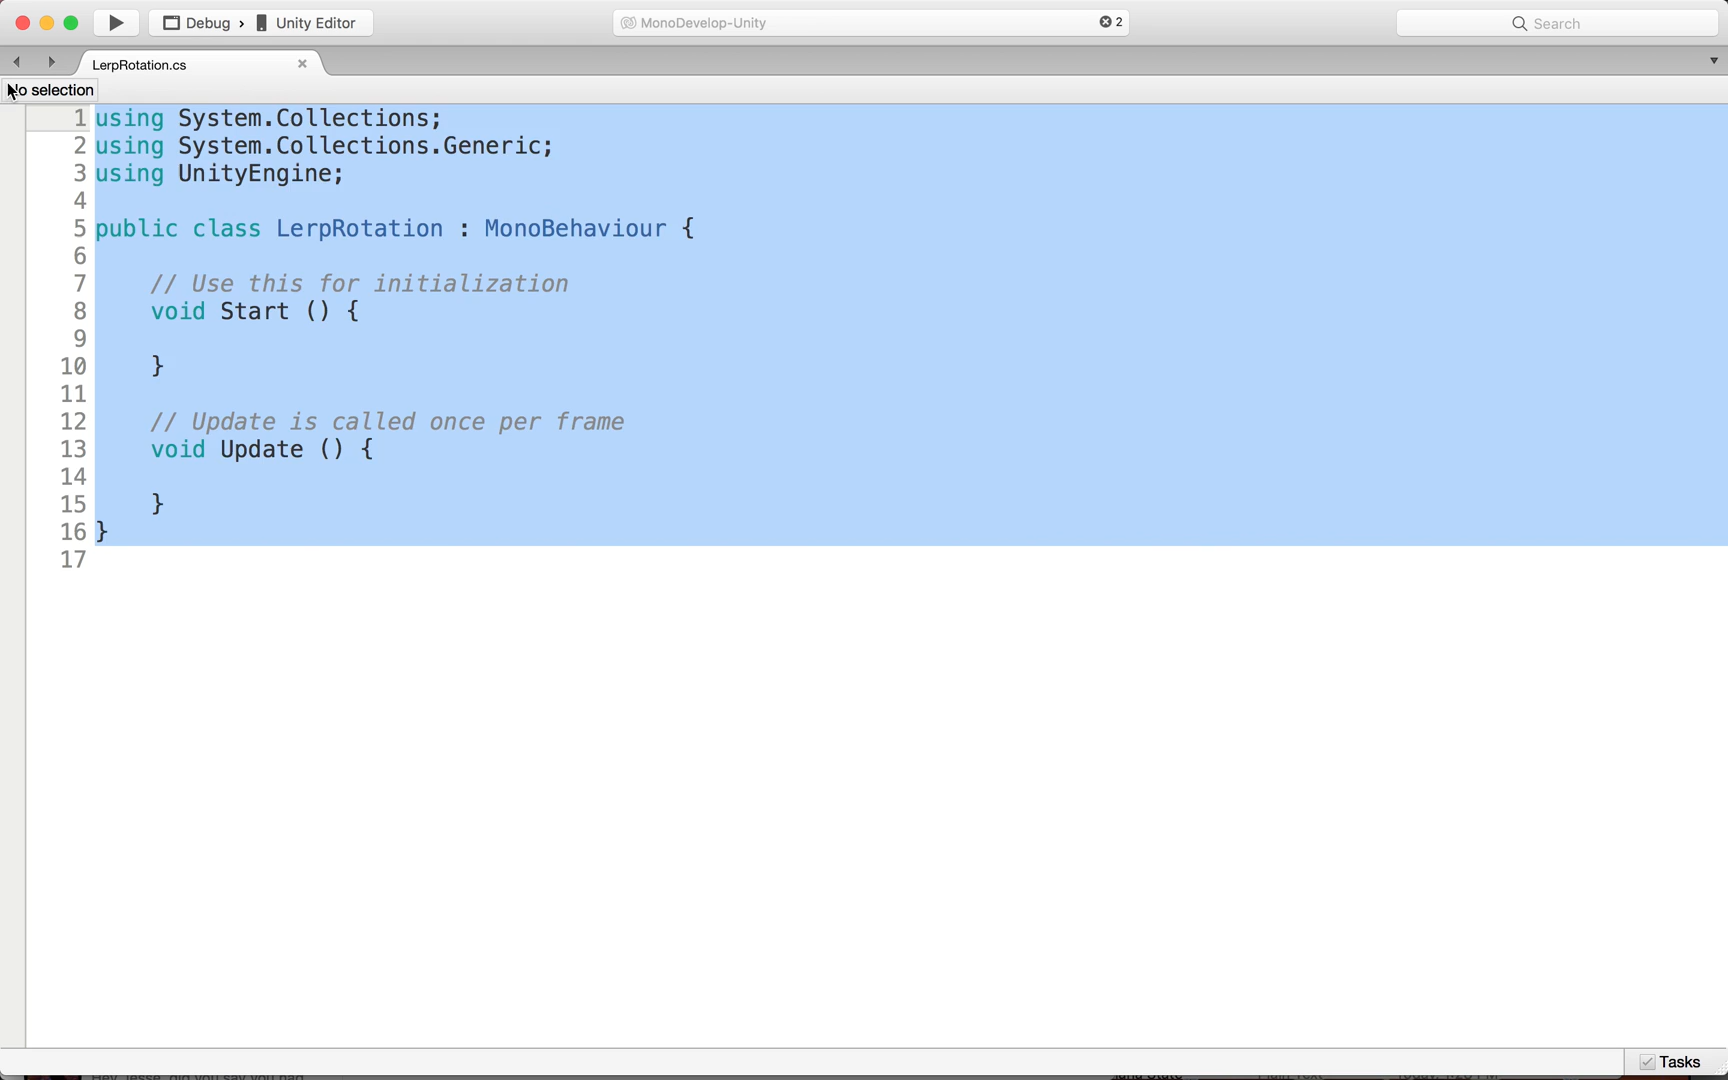 Debug › Unity Editor
MonoDevelop-Unity
2
Search
LerpRotation.cs
selection
1 using System.Collections;
2 using System.Collections.Generic;
3 using UnityEngine;
4
5 public class LerpRotation : MonoBehaviour {
6
7 // Use this for initialization
8 void Start () {
9
10 }
11
12 // Update is called once per frame
13 void Update () {
14
15 }
16 }
17
Tasks